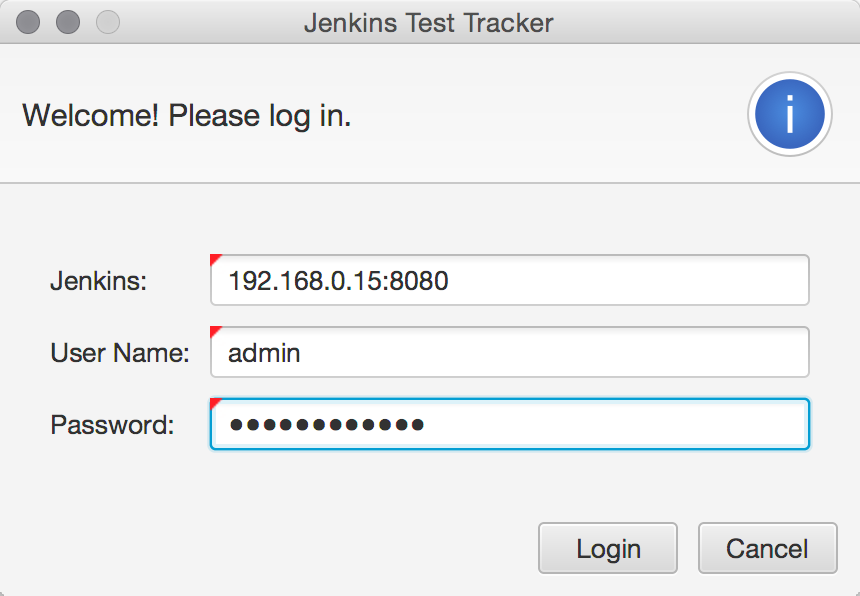 Jenkins Test Tracker
Welcome! Please log in.
i
Jenkins: 192.168.0.15:8080
User Name: admin
Password: ●●●●●●●●●●●●
Login Cancel